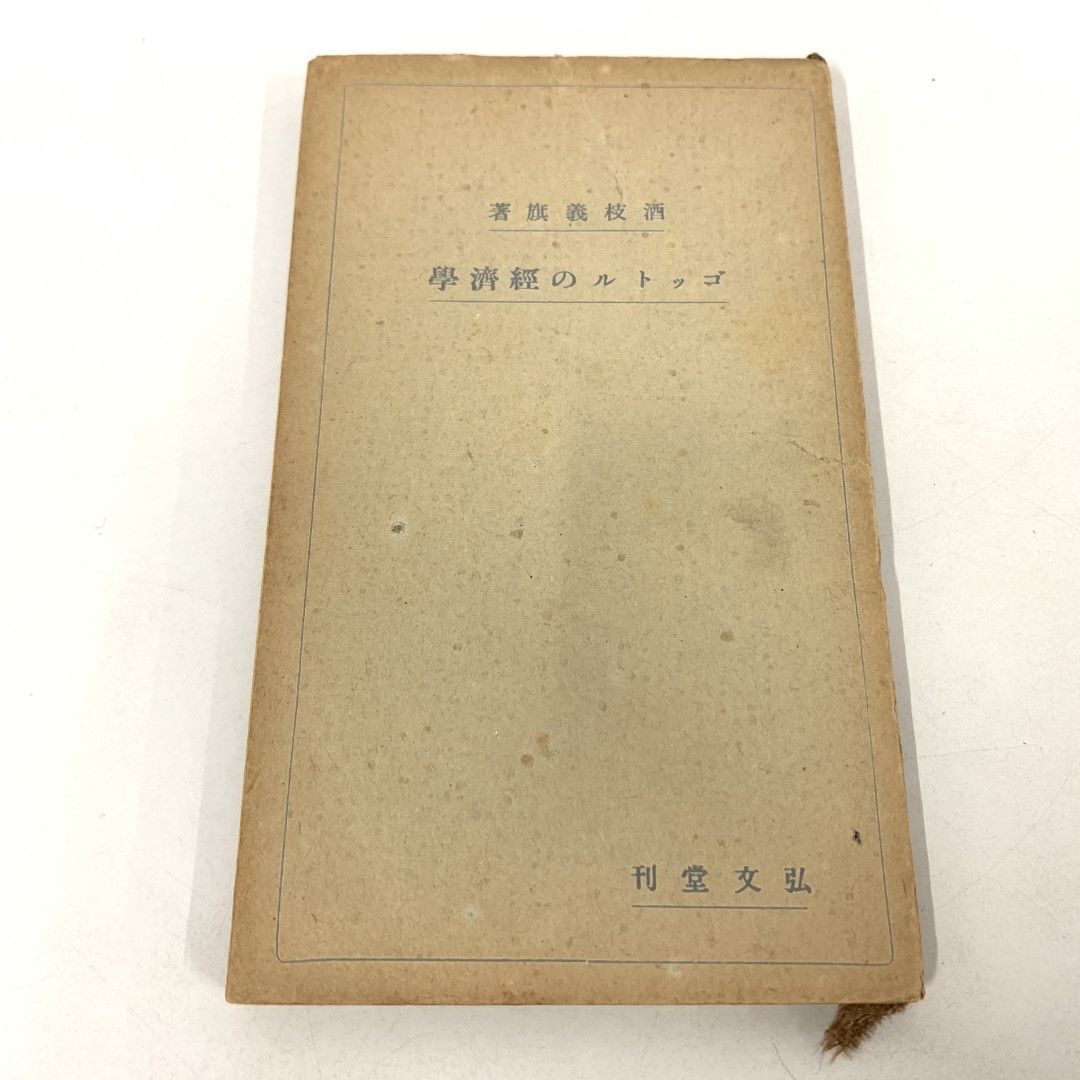 酒枝義旗著
ゴットルの經濟學
弘文堂刊